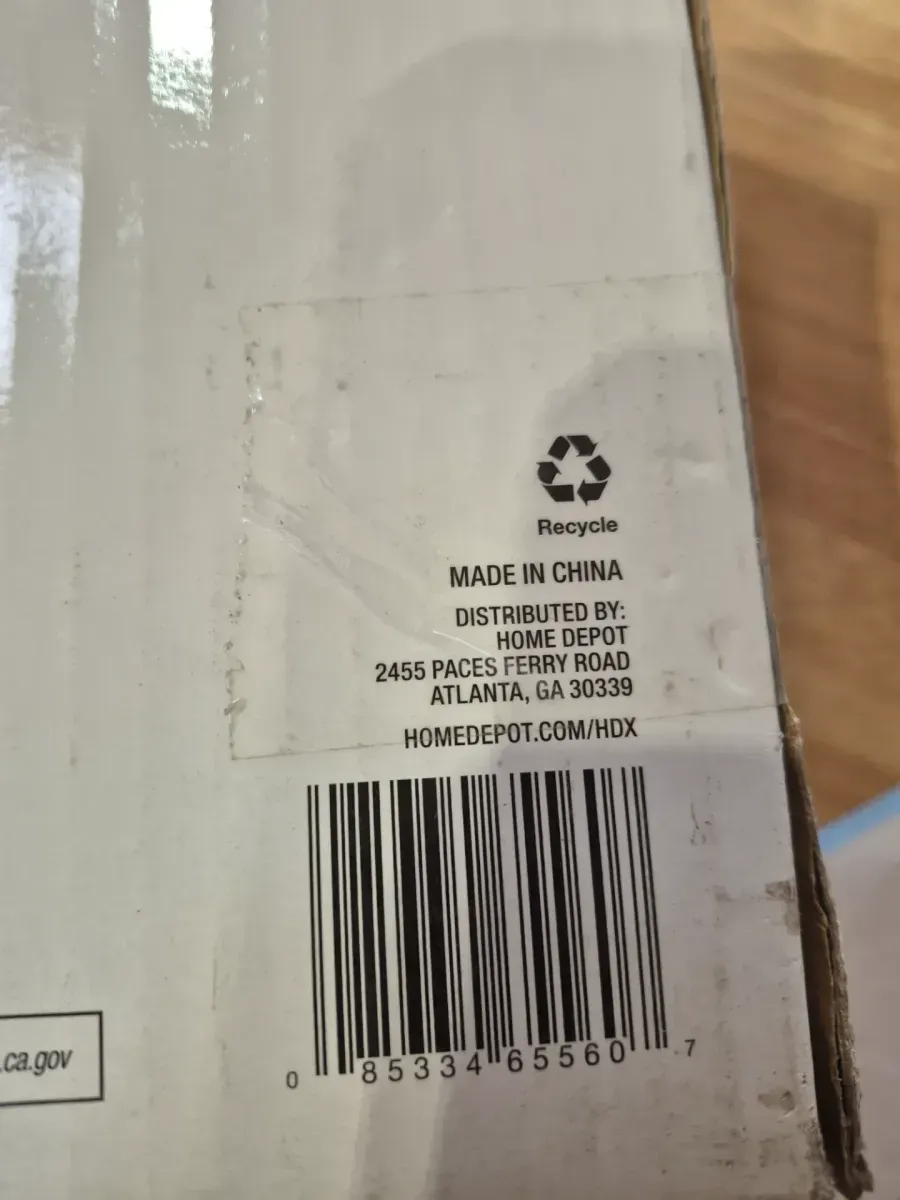 Recycle
MADE IN CHINA
DISTRIBUTED BY:
HOME DEPOT
2455 PACES FERRY ROAD
ATLANTA, GA 30339
HOMEDEPOT.COM/HDX
.ca.gov
0 85334 65560 7